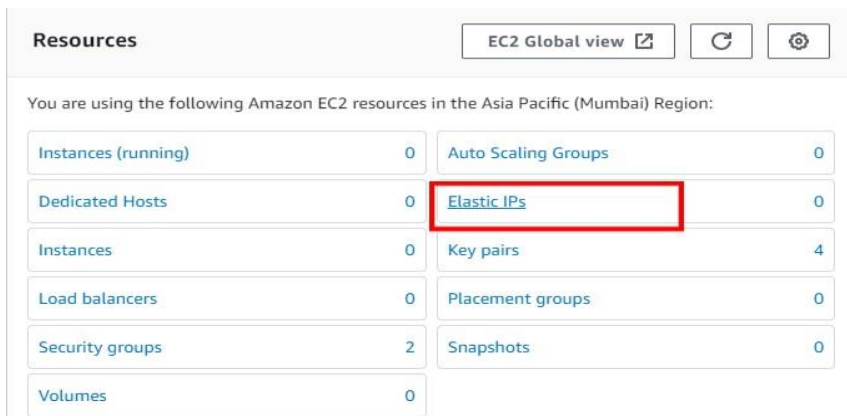 Resources
EC2 Global view
You are using the following Amazon EC2 resources in the Asia Pacific (Mumbai) Region:
Instances (running) 0 Auto Scaling Groups 0
Dedicated Hosts 0 Elastic IPs 0
Instances 0 Key pairs 4
Load balancers 0 Placement groups 0
Security groups 2 Snapshots 0
Volumes 0